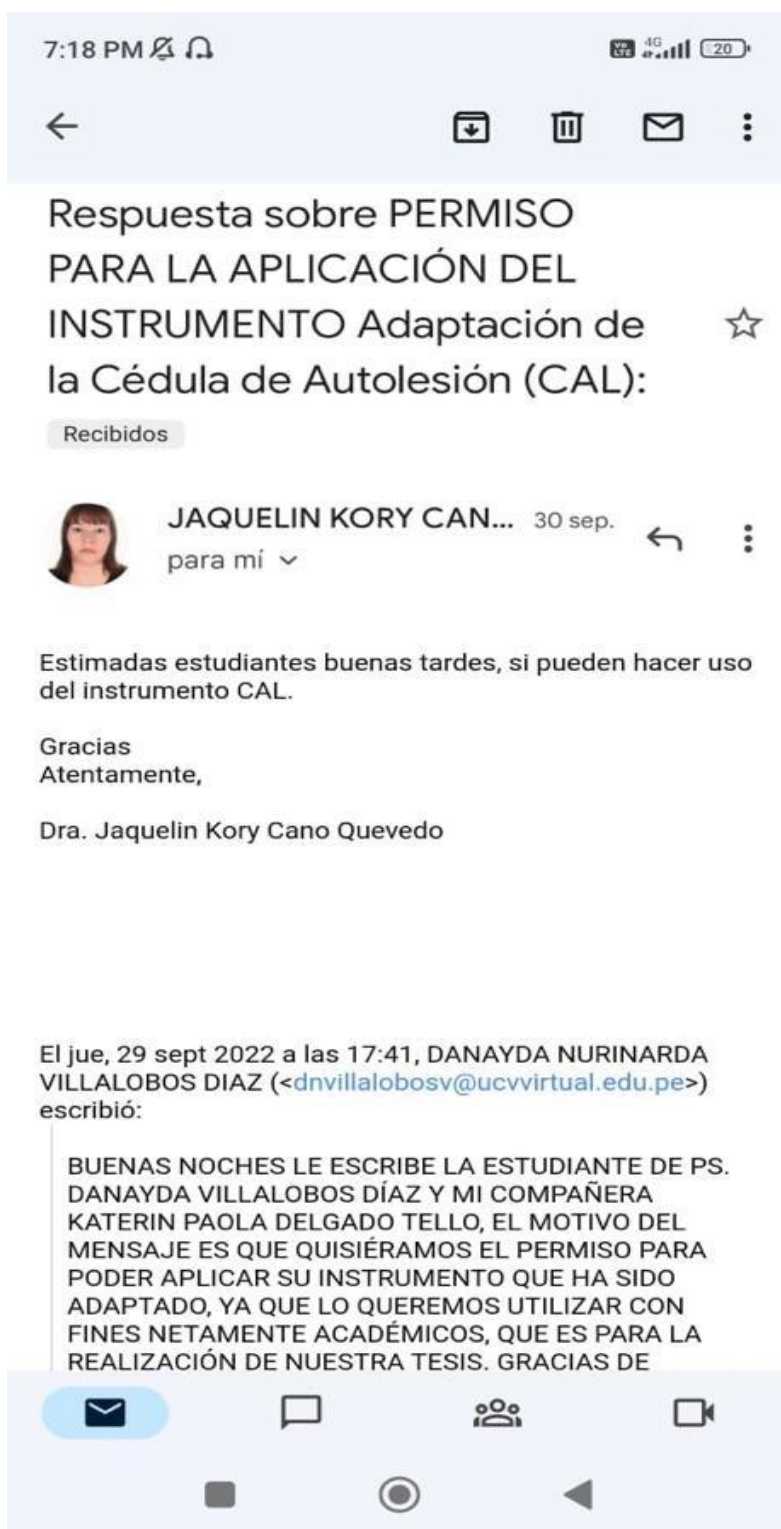 7:18 PM
Vo LTE 4G 20
Respuesta sobre PERMISO
PARA LA APLICACIÓN DEL
INSTRUMENTO Adaptación de
la Cédula de Autolesión (CAL):
Recibidos
JAQUELIN KORY CAN... 30 sep.
para mí
Estimadas estudiantes buenas tardes, si pueden hacer uso
del instrumento CAL.
Gracias
Atentamente,
Dra. Jaquelin Kory Cano Quevedo
El jue, 29 sept 2022 a las 17:41, DANAYDA NURINARDA
VILLALOBOS DIAZ (<dnvillalobosv@ucvvirtual.edu.pe>)
escribió:
BUENAS NOCHES LE ESCRIBE LA ESTUDIANTE DE PS.
DANAYDA VILLALOBOS DÍAZ Y MI COMPAÑERA
KATERIN PAOLA DELGADO TELLO, EL MOTIVO DEL
MENSAJE ES QUE QUISIÉRAMOS EL PERMISO PARA
PODER APLICAR SU INSTRUMENTO QUE HA SIDO
ADAPTADO, YA QUE LO QUEREMOS UTILIZAR CON
FINES NETAMENTE ACADÉMICOS, QUE ES PARA LA
REALIZACIÓN DE NUESTRA TESIS. GRACIAS DE